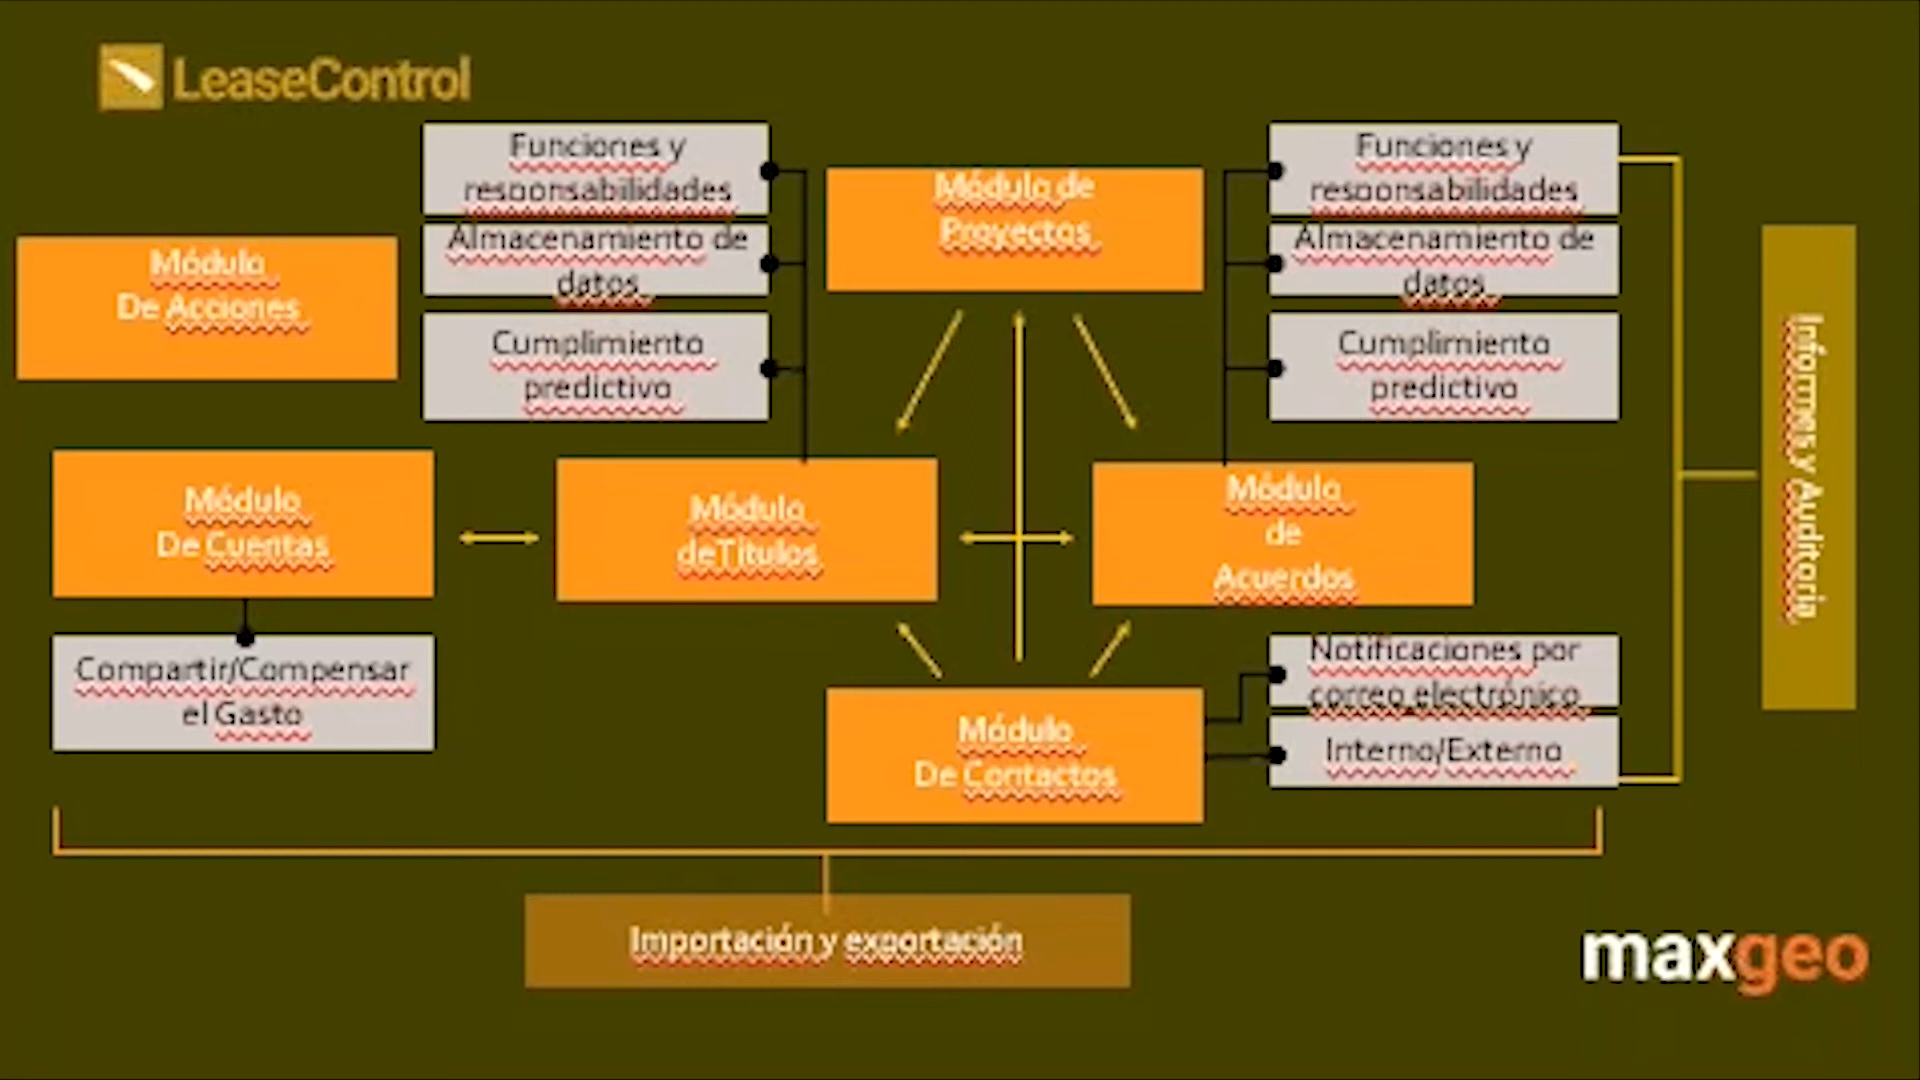 LeaseControl
Funciones y
responsabilidades
Almacenamiento de
datos
Cumplimiento
predictivo
Módulo de
Proyectos
Funciones y
responsabilidades
Almacenamiento de
datos
Cumplimiento
predictivo
Módulo
De Acciones
Módulo
De Cuentas
Módulo
deTitulos
Módulo
de
Acuerdos
Informes y Auditoria
Compartir/Compensar
el Gasto
Módulo
De Contactos
Notificaciones por
correo electrónico
Interno/Externo
Importación y exportación
maxgeo